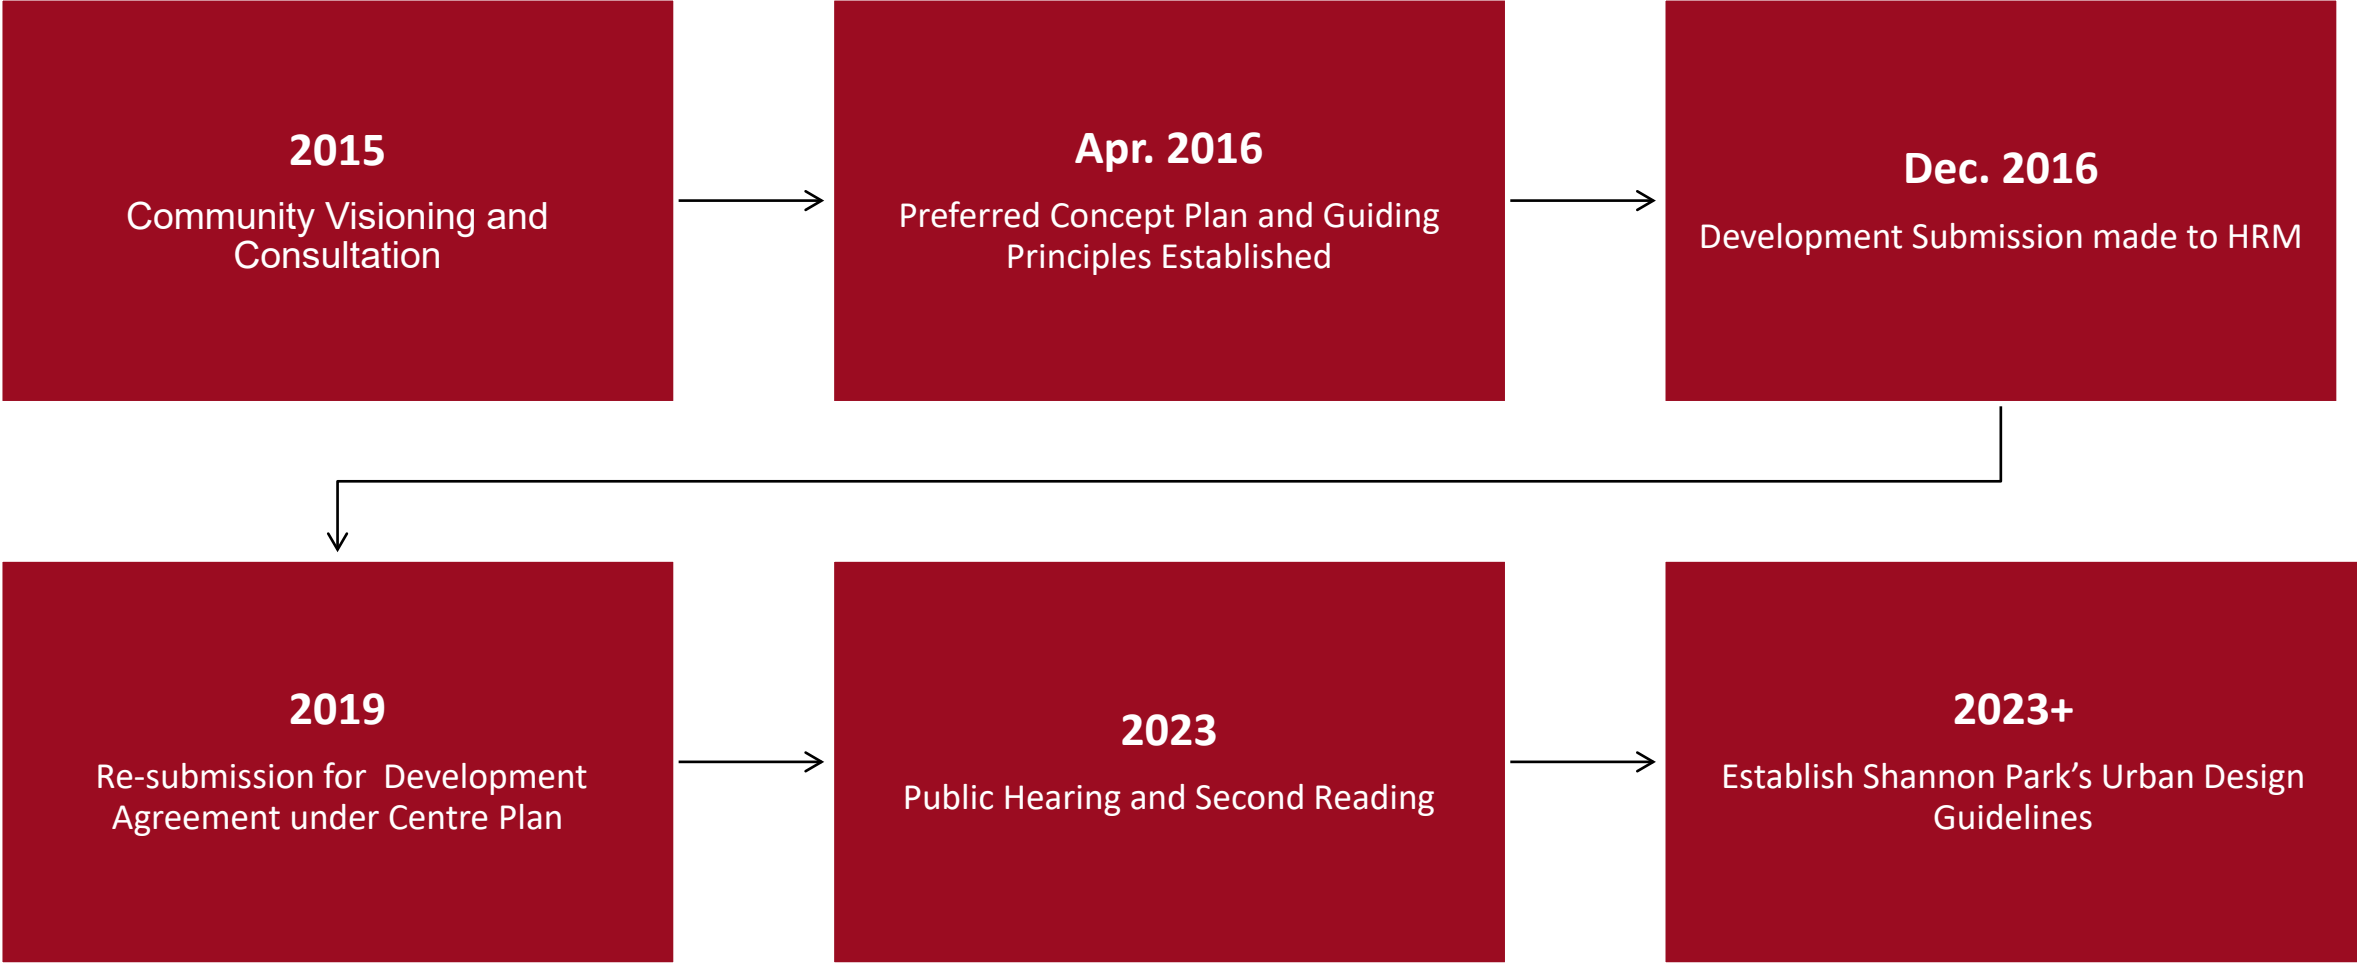 2015
Community Visioning and
Consultation
Apr. 2016
Preferred Concept Plan and Guiding
Principles Established
Dec. 2016
Development Submission made to HRM
2019
Re-submission for  Development
Agreement under Centre Plan
2023
Public Hearing and Second Reading
2023+
Establish Shannon Park’s Urban Design
Guidelines